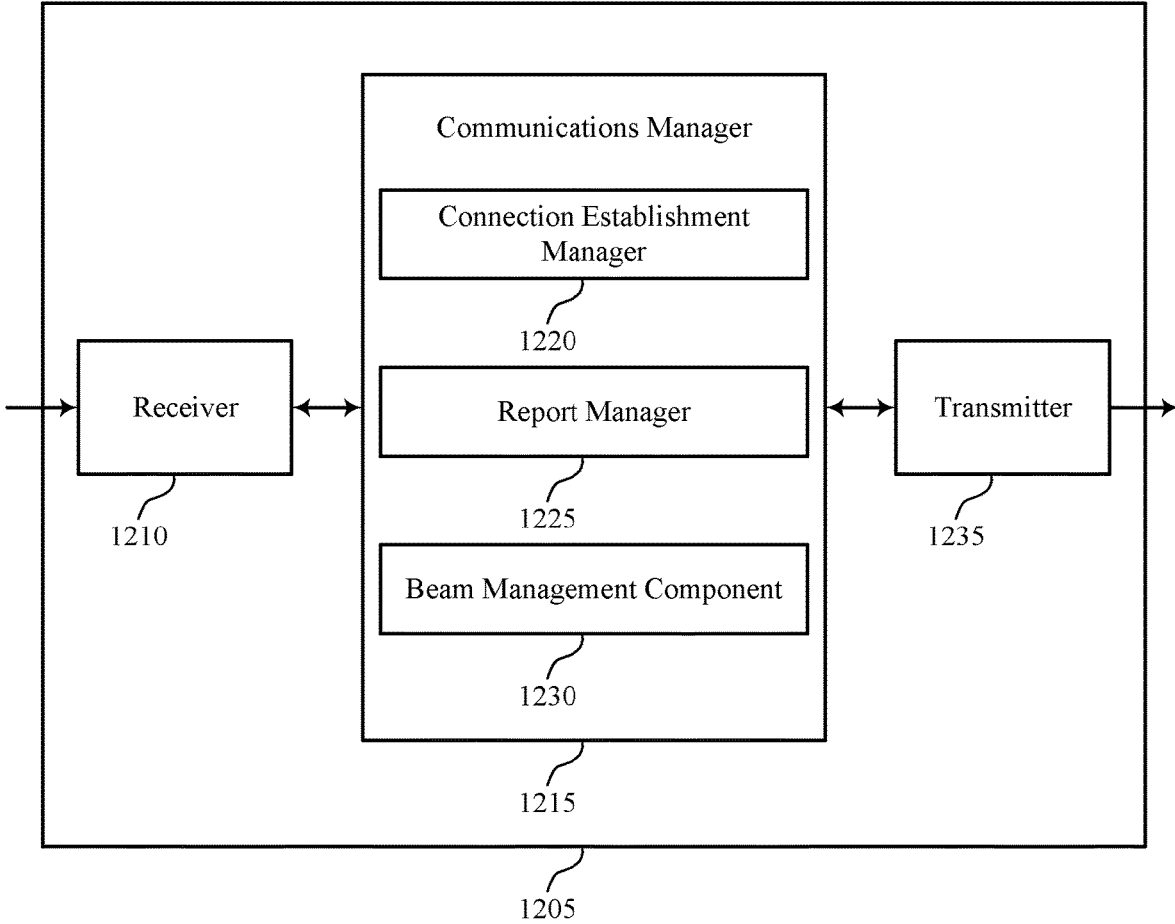 Communications Manager
Connection Establishment
Manager
1220
Receiver
1210
Report Manager
1225
Transmitter
1235
Beam Management Component
1230
1215
1205